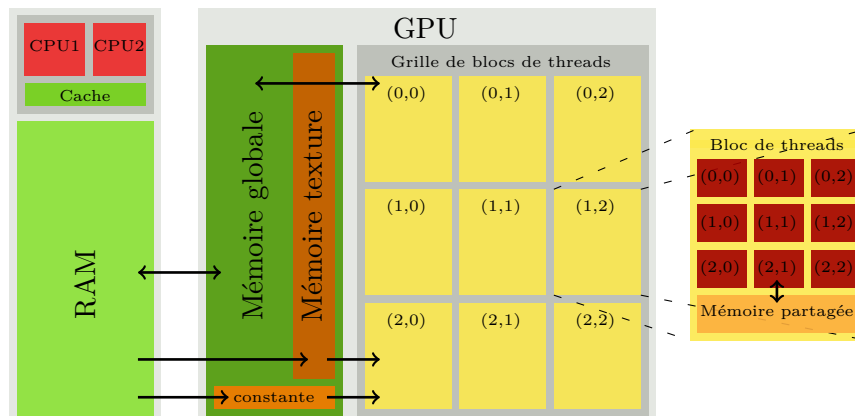 CPU1 CPU2
Cache
RAM
GPU
Mémoire globale
Mémoire texture
constante
Grille de blocs de threads
(0,0) (0,1) (0,2)
(1,0) (1,1) (1,2)
(2,0) (2,1) (2,2)
Bloc de threads
(0,0) (0,1) (0,2)
(1,0) (1,1) (1,2)
(2,0) (2,1) (2,2)
Mémoire partagée